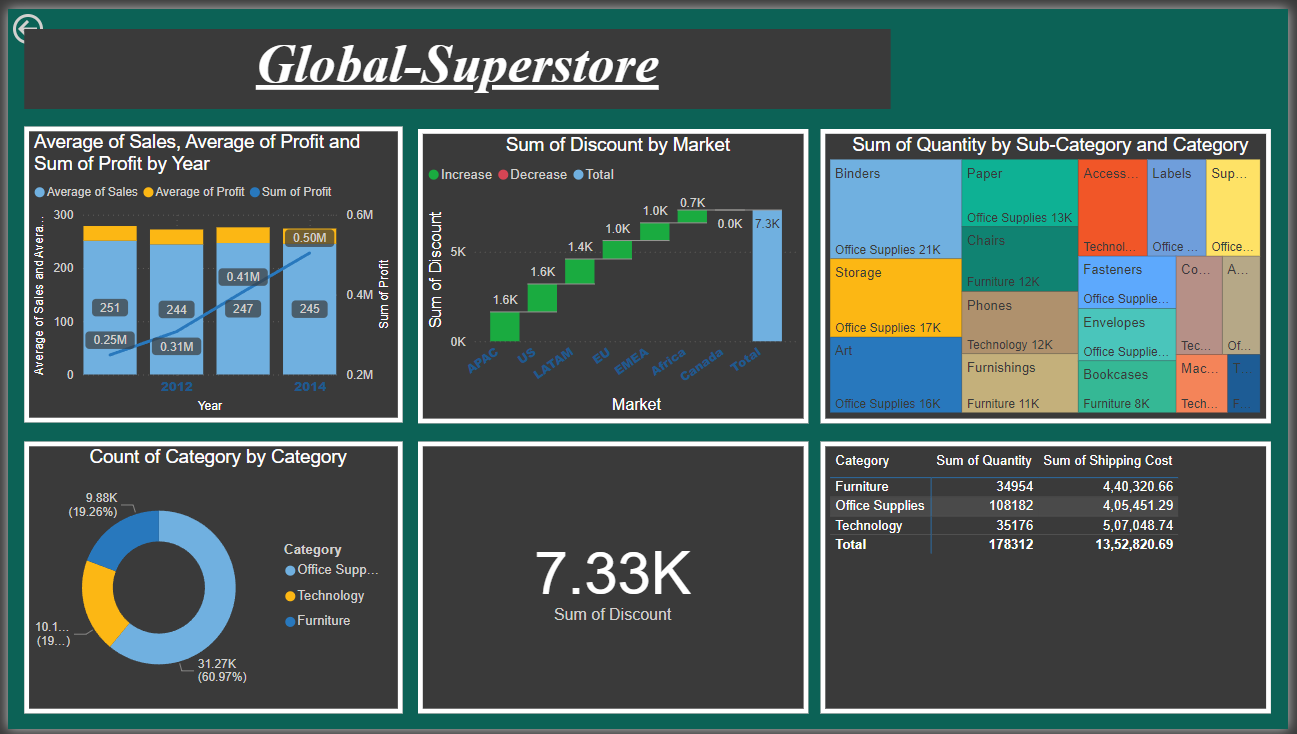 Global-Superstore
Average of Sales, Average of Profit and
Sum of Profit by Year
Average of Sales Average of Profit Sum of Profit
Average of Sales and Avera...
300
200
100
0
251
244
247
245
0.25M
0.31M
0.41M
0.50M
0.6M
0.4M
0.2M
Sum of Profit
2012
2014
Year
Sum of Discount by Market
Increase Decrease Total
Sum of Discount
5K
0K
1.6K
1.6K
1.4K
1.0K
1.0K
0.7K
0.0K
7.3K
APAC
US
LATAM
EU
EMEA
Africa
Canada
Total
Market
Sum of Quantity by Sub-Category and Category
Binders
Office Supplies 21K
Storage
Office Supplies 17K
Art
Office Supplies 16K
Paper
Office Supplies 13K
Chairs
Furniture 12K
Phones
Technology 12K
Furnishings
Furniture 11K
Access...
Technol...
Labels
Office ...
Sup...
Office...
Fasteners
Office Supplie...
Envelopes
Office Supplie...
Bookcases
Furniture 8K
Co...
Tec...
A...
Of...
Mac...
Tech...
T...
F...
Count of Category by Category
9.88K
(19.26%)
10.1...
(19...)
31.27K
(60.97%)
Category
Office Supp...
Technology
Furniture
7.33K
Sum of Discount
Category Sum of Quantity Sum of Shipping Cost
Furniture 34954 4,40,320.66
Office Supplies 108182 4,05,451.29
Technology 35176 5,07,048.74
Total 178312 13,52,820.69